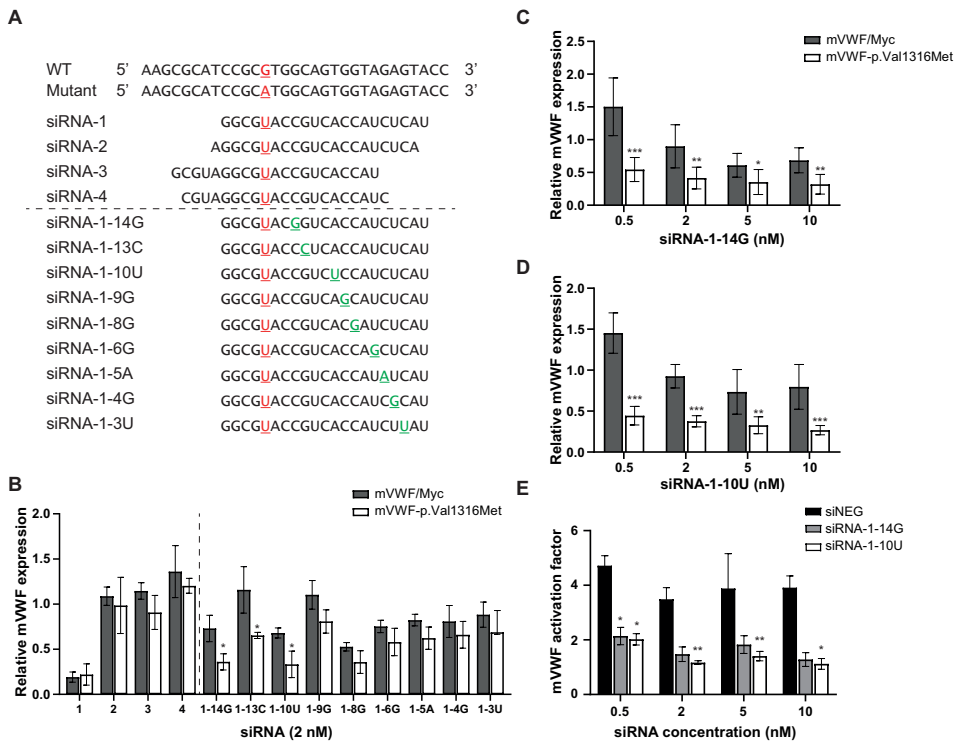 A
WT 5' AAGCGCATCCGCGTGGCAGTGGTAGAGTACC 3'
Mutant 5' AAGCGCATCCGCATGGCAGTGGTAGAGTACC 3'
siRNA-1 GGCGUACCGUCACCAUCUCAU
siRNA-2 AGGCGUACCGUCACCAUCUCA
siRNA-3 GCGUAGGCGUACCGUCACCAU
siRNA-4 CGUAGGCGUACCGUCACCAUC
siRNA-1-14G GGCGUACGGUCACCAUCUCAU
siRNA-1-13C GGCGUACCCUCACCAUCUCAU
siRNA-1-10U GGCGUACCGUCUCCAUCUCAU
siRNA-1-9G GGCGUACCGUCAGCAUCUCAU
siRNA-1-8G GGCGUACCGUCACGAUCUCAU
siRNA-1-6G GGCGUACCGUCACCAGCUCAU
siRNA-1-5A GGCGUACCGUCACCAUAUCAU
siRNA-1-4G GGCGUACCGUCACCAUCGCAU
siRNA-1-3U GGCGUACCGUCACCAUCUUAU
B
Relative mVWF expression
mVWF/Myc
mVWF-p.Val1316Met
2.0
1.5
1.0
0.5
0.0
* * *
1 2 3 4 1-14G 1-13C 1-10U 1-9G 1-8G 1-6G 1-5A 1-4G 1-3U
siRNA (2 nM)
C
Relative mVWF expression
mVWF/Myc
mVWF-p.Val1316Met
2.5
2.0
1.5
1.0
0.5
0.0
*** ** * **
0.5 2 5 10
siRNA-1-14G (nM)
D
Relative mVWF expression
2.0
1.5
1.0
0.5
0.0
*** *** ** ***
0.5 2 5 10
siRNA-1-10U (nM)
E
mVWF activation factor
siNEG
siRNA-1-14G
siRNA-1-10U
6
4
2
0
* * ** ** *
0.5 2 5 10
siRNA concentration (nM)